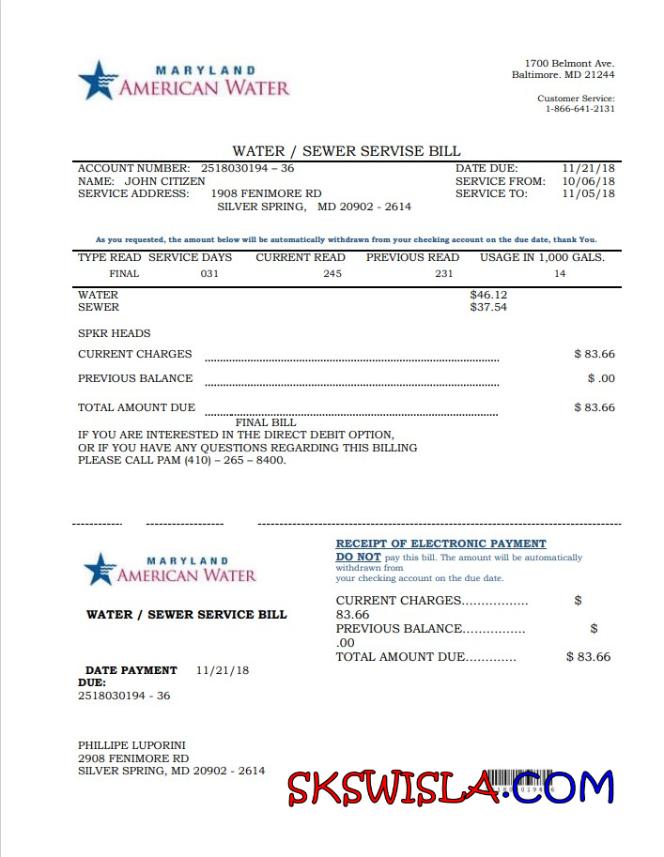 MARYLAND
AMERICAN WATER
1700 Belmont Ave.
Baltimore. MD 21244
Customer Service:
1-866-641-2131
WATER / SEWER SERVISE BILL
ACCOUNT NUMBER: 2518030194 – 36 DATE DUE: 11/21/18
NAME: JOHN CITIZEN SERVICE FROM: 10/06/18
SERVICE ADDRESS: 1908 FENIMORE RD SERVICE TO: 11/05/18
SILVER SPRING, MD 20902 - 2614
As you requested, the amount below will be automatically withdrawn from your checking account on the due date, thank You.
TYPE READ SERVICE DAYS CURRENT READ PREVIOUS READ USAGE IN 1,000 GALS.
FINAL 031 245 231 14
WATER $46.12
SEWER $37.54
SPKR HEADS
CURRENT CHARGES $ 83.66
PREVIOUS BALANCE $ .00
TOTAL AMOUNT DUE $ 83.66
FINAL BILL
IF YOU ARE INTERESTED IN THE DIRECT DEBIT OPTION,
OR IF YOU HAVE ANY QUESTIONS REGARDING THIS BILLING
PLEASE CALL PAM (410) – 265 – 8400.
MARYLAND
AMERICAN WATER
WATER / SEWER SERVICE BILL
DATE PAYMENT 11/21/18
DUE:
2518030194 - 36
RECEIPT OF ELECTRONIC PAYMENT
DO NOT pay this bill. The amount will be automatically
withdrawn from
your checking account on the due date.
CURRENT CHARGES................ $
83.66
PREVIOUS BALANCE............... $
.00
TOTAL AMOUNT DUE............. $ 83.66
PHILLIPE LUPORINI
2908 FENIMORE RD
SILVER SPRING, MD 20902 - 2614
SKSWISLA.COM